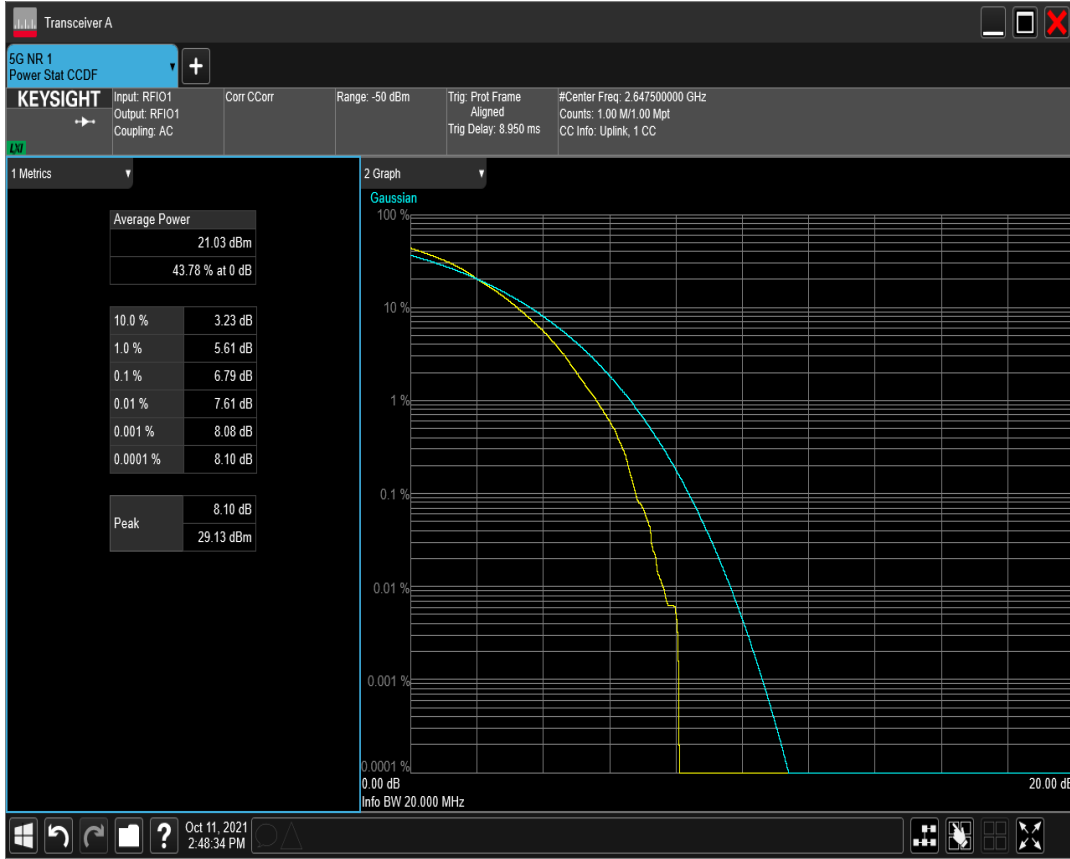 Transceiver A
5G NR 1
Power Stat CCDF
+
KEYSIGHT
LXI
Input: RFIO1
Output: RFIO1
Coupling: AC
Corr CCorr
Range: -50 dBm
Trig: Prot Frame
Aligned
Trig Delay: 8.950 ms
#Center Freq: 2.647500000 GHz
Counts: 1.00 M/1.00 Mpt
CC Info: Uplink, 1 CC
1 Metrics
Average Power
21.03 dBm
43.78 % at 0 dB
10.0 % 3.23 dB
1.0 % 5.61 dB
0.1 % 6.79 dB
0.01 % 7.61 dB
0.001 % 8.08 dB
0.0001 % 8.10 dB
Peak
8.10 dB
29.13 dBm
2 Graph
Gaussian
100 %
10 %
1 %
0.1 %
0.01 %
0.001 %
0.0001 %
0.00 dB
20.00 dB
Info BW 20.000 MHz
?
Oct 11, 2021
2:48:34 PM